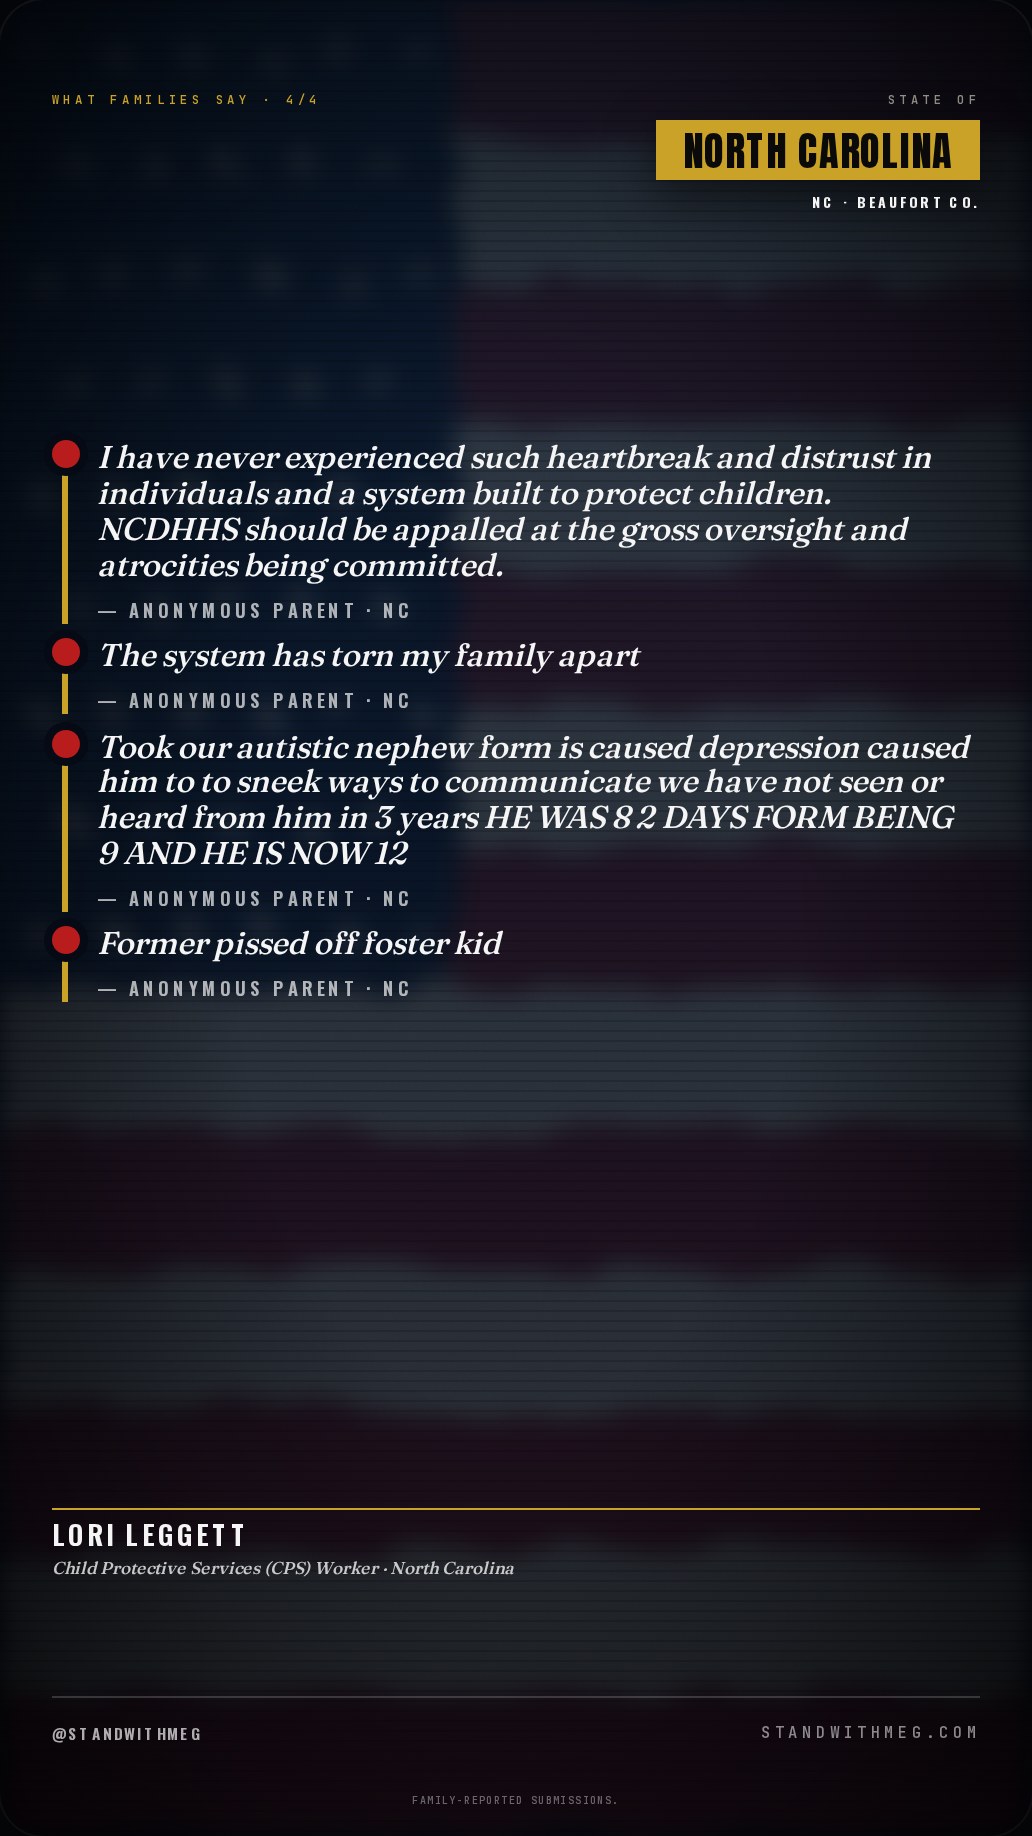 WHAT FAMILIES SAY · 4/4
STATE OF
NORTH CAROLINA
NC · BEAUFORT CO.
I have never experienced such heartbreak and distrust in
individuals and a system built to protect children.
NCDHHS should be appalled at the gross oversight and
atrocities being committed.
— ANONYMOUS PARENT · NC
The system has torn my family apart
— ANONYMOUS PARENT · NC
Took our autistic nephew form is caused depression caused
him to to sneek ways to communicate we have not seen or
heard from him in 3 years HE WAS 8 2 DAYS FORM BEING
9 AND HE IS NOW 12
— ANONYMOUS PARENT · NC
Former pissed off foster kid
— ANONYMOUS PARENT · NC
LORI LEGGETT
Child Protective Services (CPS) Worker · North Carolina
@STANDWITHMEG
STANDWITHMEG.COM
FAMILY-REPORTED SUBMISSIONS.